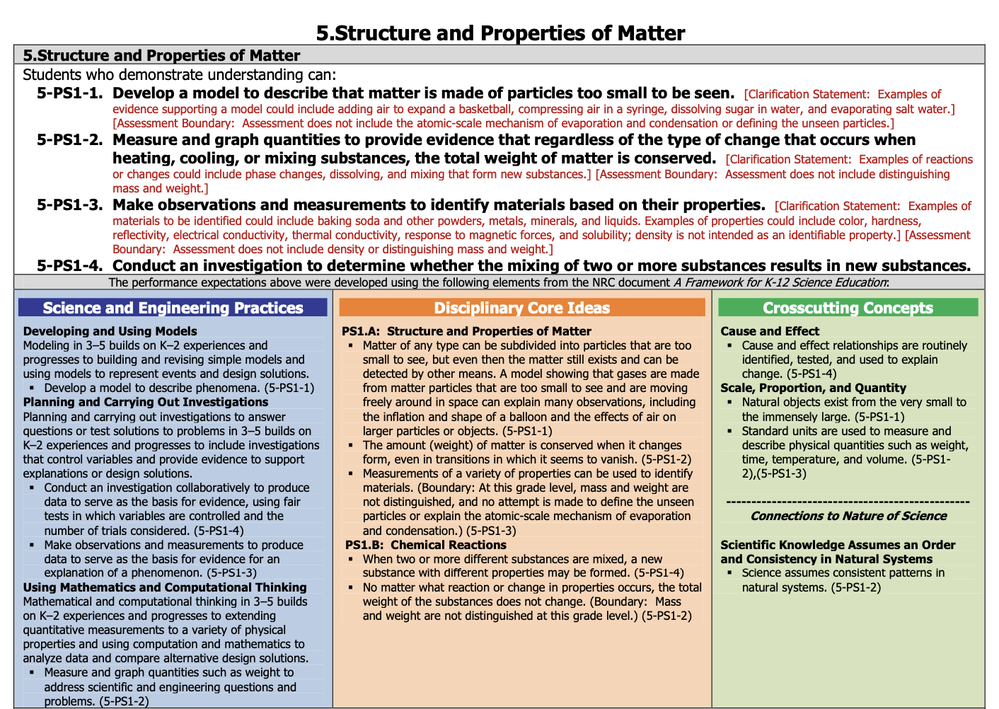 5.Structure and Properties of Matter
5.Structure and Properties of Matter
Students who demonstrate understanding can:
5-PS1-1. Develop a model to describe that matter is made of particles too small to be seen. [Clarification Statement: Examples of
evidence supporting a model could include adding air to expand a basketball, compressing air in a syringe, dissolving sugar in water, and evaporating salt water.]
[Assessment Boundary: Assessment does not include the atomic-scale mechanism of evaporation and condensation or defining the unseen particles.]
5-PS1-2. Measure and graph quantities to provide evidence that regardless of the type of change that occurs when
heating, cooling, or mixing substances, the total weight of matter is conserved. [Clarification Statement: Examples of reactions
or changes could include phase changes, dissolving, and mixing that form new substances.] [Assessment Boundary: Assessment does not include distinguishing
mass and weight.]
5-PS1-3. Make observations and measurements to identify materials based on their properties. [Clarification Statement: Examples of
materials to be identified could include baking soda and other powders, metals, minerals, and liquids. Examples of properties could include color, hardness,
reflectivity, electrical conductivity, thermal conductivity, response to magnetic forces, and solubility; density is not intended as an identifiable property.] [Assessment
Boundary: Assessment does not include density or distinguishing mass and weight.]
5-PS1-4. Conduct an investigation to determine whether the mixing of two or more substances results in new substances.
The performance expectations above were developed using the following elements from the NRC document A Framework for K-12 Science Education:
Science and Engineering Practices
Developing and Using Models
Modeling in 3–5 builds on K–2 experiences and
progresses to building and revising simple models and
using models to represent events and design solutions.
▪ Develop a model to describe phenomena. (5-PS1-1)
Planning and Carrying Out Investigations
Planning and carrying out investigations to answer
questions or test solutions to problems in 3–5 builds on
K–2 experiences and progresses to include investigations
that control variables and provide evidence to support
explanations or design solutions.
▪ Conduct an investigation collaboratively to produce
data to serve as the basis for evidence, using fair
tests in which variables are controlled and the
number of trials considered. (5-PS1-4)
▪ Make observations and measurements to produce
data to serve as the basis for evidence for an
explanation of a phenomenon. (5-PS1-3)
Using Mathematics and Computational Thinking
Mathematical and computational thinking in 3–5 builds
on K–2 experiences and progresses to extending
quantitative measurements to a variety of physical
properties and using computation and mathematics to
analyze data and compare alternative design solutions.
▪ Measure and graph quantities such as weight to
address scientific and engineering questions and
problems. (5-PS1-2)
Disciplinary Core Ideas
PS1.A: Structure and Properties of Matter
▪ Matter of any type can be subdivided into particles that are too
small to see, but even then the matter still exists and can be
detected by other means. A model showing that gases are made
from matter particles that are too small to see and are moving
freely around in space can explain many observations, including
the inflation and shape of a balloon and the effects of air on
larger particles or objects. (5-PS1-1)
▪ The amount (weight) of matter is conserved when it changes
form, even in transitions in which it seems to vanish. (5-PS1-2)
▪ Measurements of a variety of properties can be used to identify
materials. (Boundary: At this grade level, mass and weight are
not distinguished, and no attempt is made to define the unseen
particles or explain the atomic-scale mechanism of evaporation
and condensation.) (5-PS1-3)
PS1.B: Chemical Reactions
▪ When two or more different substances are mixed, a new
substance with different properties may be formed. (5-PS1-4)
▪ No matter what reaction or change in properties occurs, the total
weight of the substances does not change. (Boundary: Mass
and weight are not distinguished at this grade level.) (5-PS1-2)
Crosscutting Concepts
Cause and Effect
▪ Cause and effect relationships are routinely
identified, tested, and used to explain
change. (5-PS1-4)
Scale, Proportion, and Quantity
▪ Natural objects exist from the very small to
the immensely large. (5-PS1-1)
▪ Standard units are used to measure and
describe physical quantities such as weight,
time, temperature, and volume. (5-PS1-
2),(5-PS1-3)
------------------------------------------------
Connections to Nature of Science
Scientific Knowledge Assumes an Order
and Consistency in Natural Systems
▪ Science assumes consistent patterns in
natural systems. (5-PS1-2)